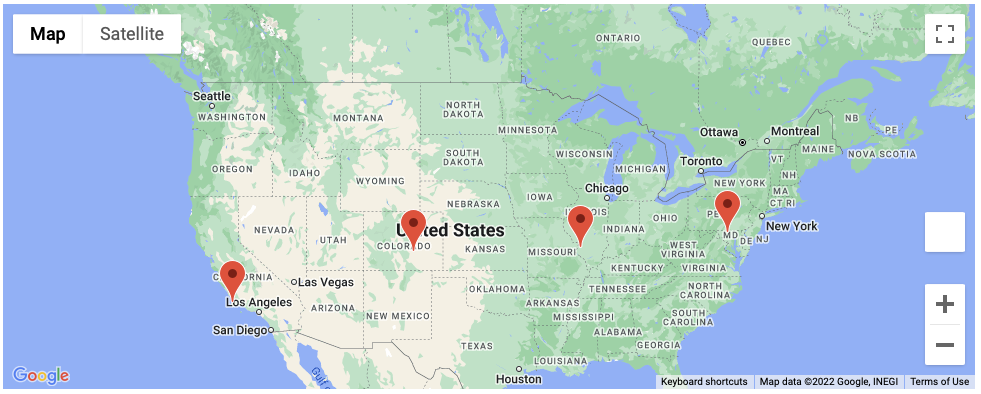 Map
Satellite
ONTARIO
QUEBEC
Seattle
WASHINGTON
MONTANA
NORTH
DAKOTA
MINNESOTA
Ottawa
Montreal
NB
PE
MAINE
NOVA SCOTIA
OREGON
IDAHO
SOUTH
DAKOTA
WISCONSIN
MICHIGAN
Toronto
VT
NH
WYOMING
NEW YORK
MA
CT RI
IOWA
Chicago
NEBRASKA
NEVADA
UTAH
COLORADO
United States
KANSAS
MISSOURI
INDIANA
OHIO
PE
New York
MD
DE
NJ
WEST
VIRGINIA
KENTUCKY
VIRGINIA
Las Vegas
Los Angeles
ARIZONA
NEW MEXICO
OKLAHOMA
ARKANSAS
TENNESSEE
NORTH
CAROLINA
San Diego
MISSISSIPPI
SOUTH
CAROLINA
ALABAMA
TEXAS
GEORGIA
LOUISIANA
Houston
Gulf
Google
Keyboard shortcuts
Map data ©2022 Google, INEGI
Terms of Use